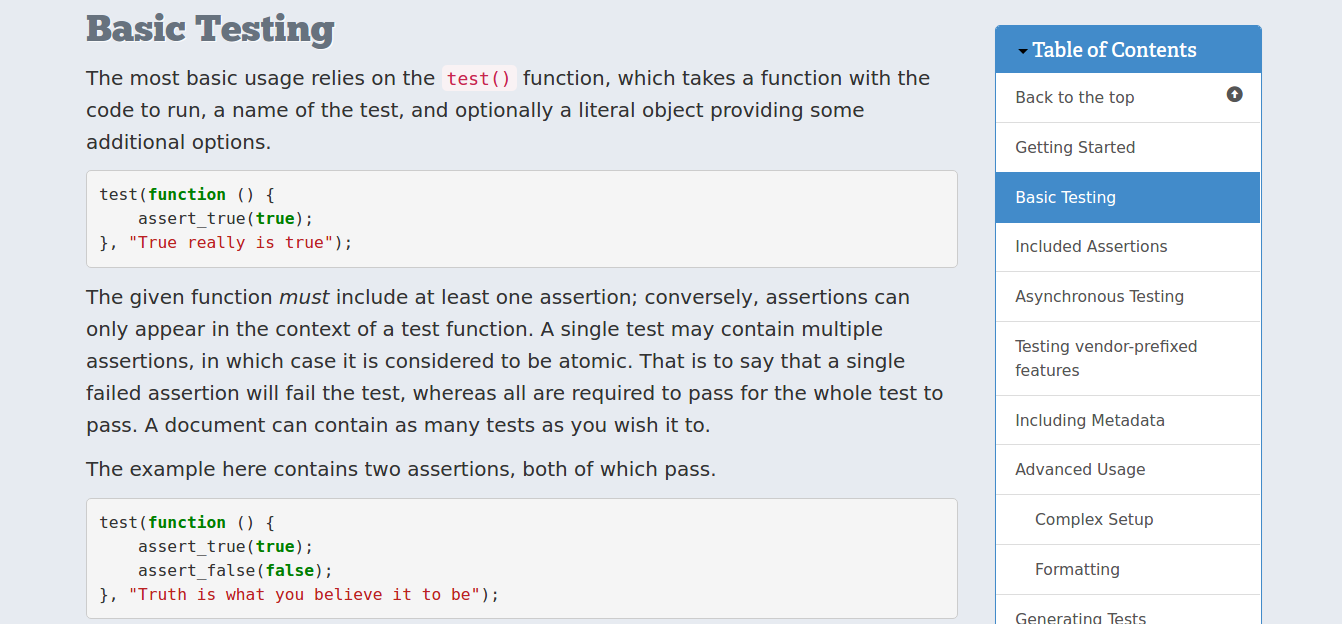 Basic Testing
The most basic usage relies on the test() function, which takes a function with the
code to run, a name of the test, and optionally a literal object providing some
additional options.
test(function () {
    assert_true(true);
}, "True really is true");
The given function must include at least one assertion; conversely, assertions can
only appear in the context of a test function. A single test may contain multiple
assertions, in which case it is considered to be atomic. That is to say that a single
failed assertion will fail the test, whereas all are required to pass for the whole test to
pass. A document can contain as many tests as you wish it to.
The example here contains two assertions, both of which pass.
test(function () {
    assert_true(true);
    assert_false(false);
}, "Truth is what you believe it to be");
Table of Contents
Back to the top
Getting Started
Basic Testing
Included Assertions
Asynchronous Testing
Testing vendor-prefixed
features
Including Metadata
Advanced Usage
Complex Setup
Formatting
Generating Tests